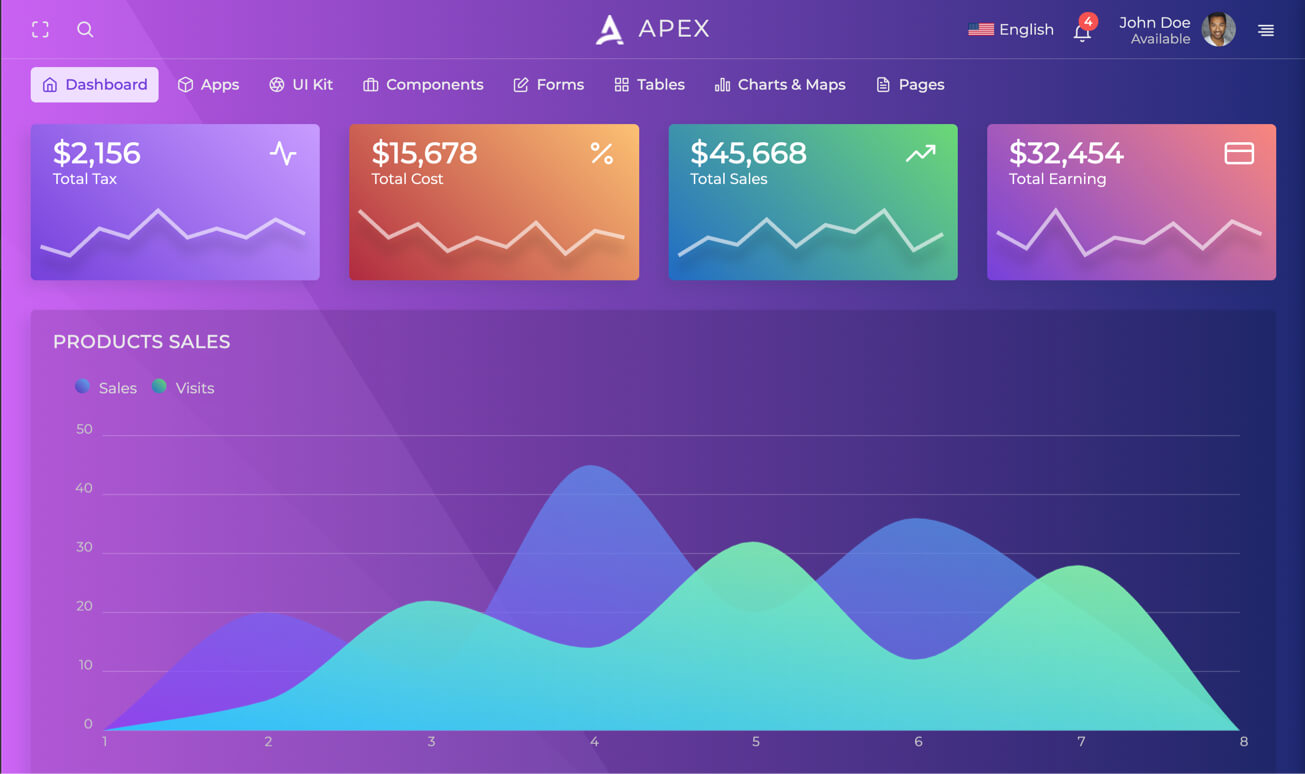 APEX
English
4
John Doe
Available
Dashboard
Apps
UI Kit
Components
Forms
Tables
Charts & Maps
Pages
$2,156
Total Tax
$15,678
Total Cost
$45,668
Total Sales
$32,454
Total Earning
PRODUCTS SALES
Sales
Visits
50
40
30
20
10
0
1 2 3 4 5 6 7 8